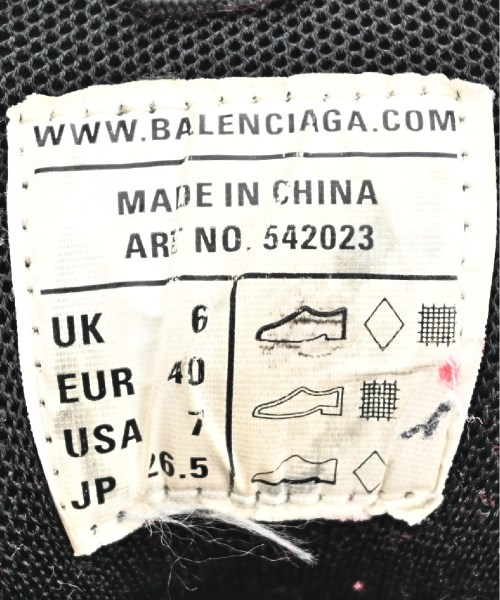 WWW.BALENCIAGA.COM
MADE IN CHINA
ART NO. 542023
UK 6
EUR 40
USA 7
JP 26.5